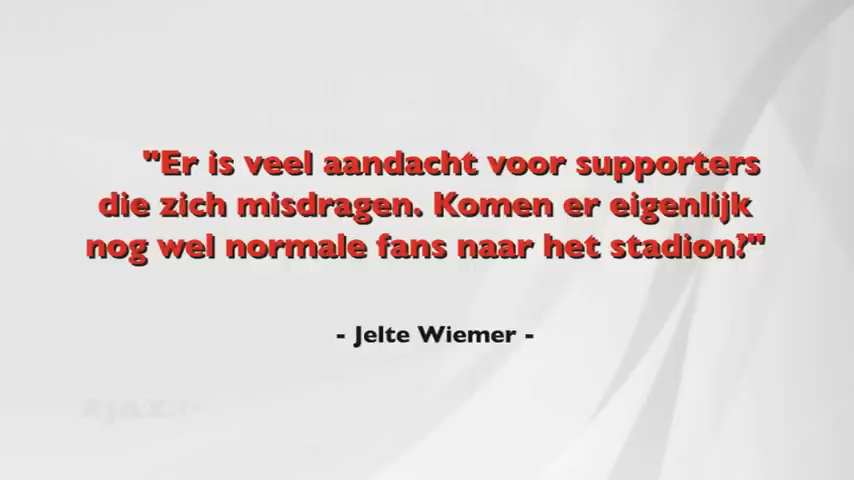 "Er is veel aandacht voor supporters
die zich misdragen. Komen er eigenlijk
nog wel normale fans naar het stadion?"
- Jelte Wiemer -